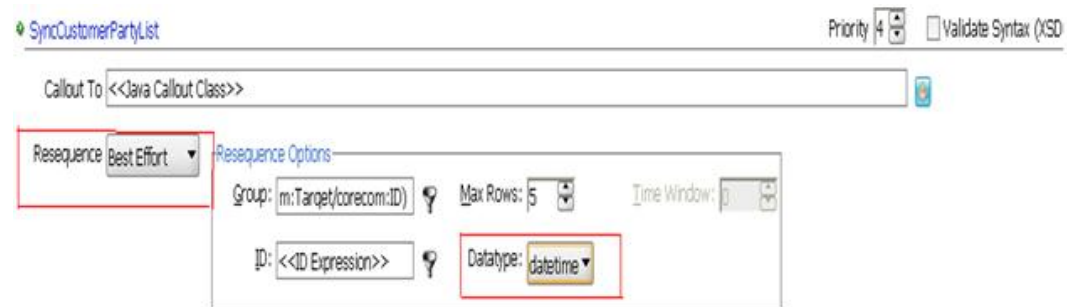 SyncCustomerPartyList Priority 4 Validate Syntax (XSD
Callout To <<Java Callout Class>>
Resequence Best Effort Resequence Options
Group: m:Target/corecom:ID) Max Rows: 5 Time Window: 0
ID: <<ID Expression>> Datatype: datetime